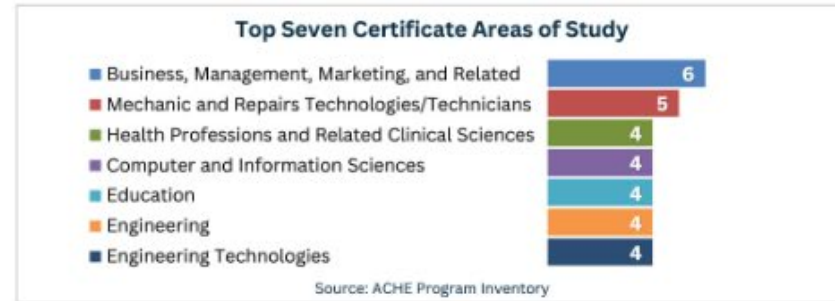 Top Seven Certificate Areas of Study
Business, Management, Marketing, and Related 6
Mechanic and Repairs Technologies/Technicians 5
Health Professions and Related Clinical Sciences 4
Computer and Information Sciences 4
Education 4
Engineering 4
Engineering Technologies 4
Source: ACHE Program Inventory